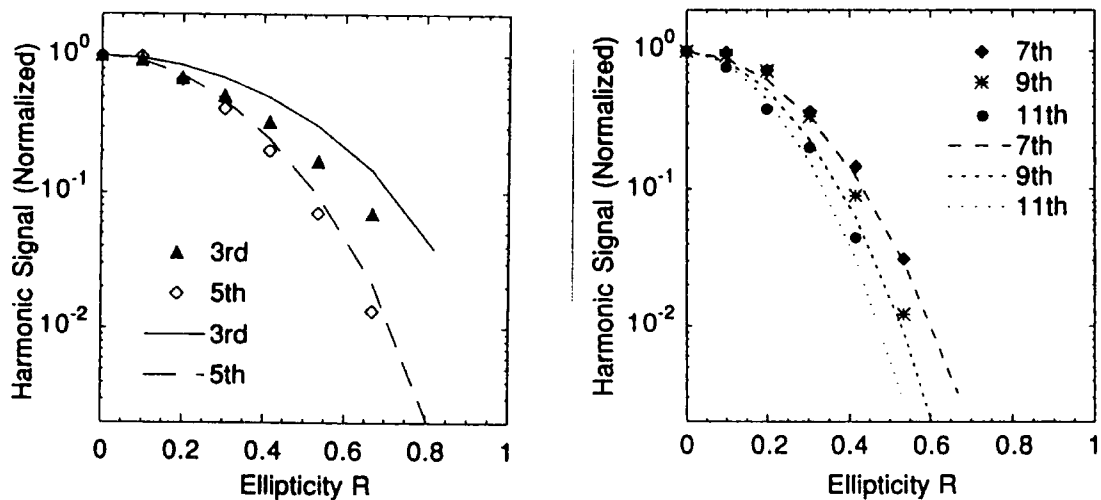 Harmonic Signal (Normalized)
10^0
10^-1
10^-2
3rd
5th
3rd
5th
0 0.2 0.4 0.6 0.8 1
Ellipticity R
Harmonic Signal (Normalized)
10^0
10^-1
10^-2
7th
9th
11th
7th
9th
11th
0 0.2 0.4 0.6 0.8 1
Ellipticity R